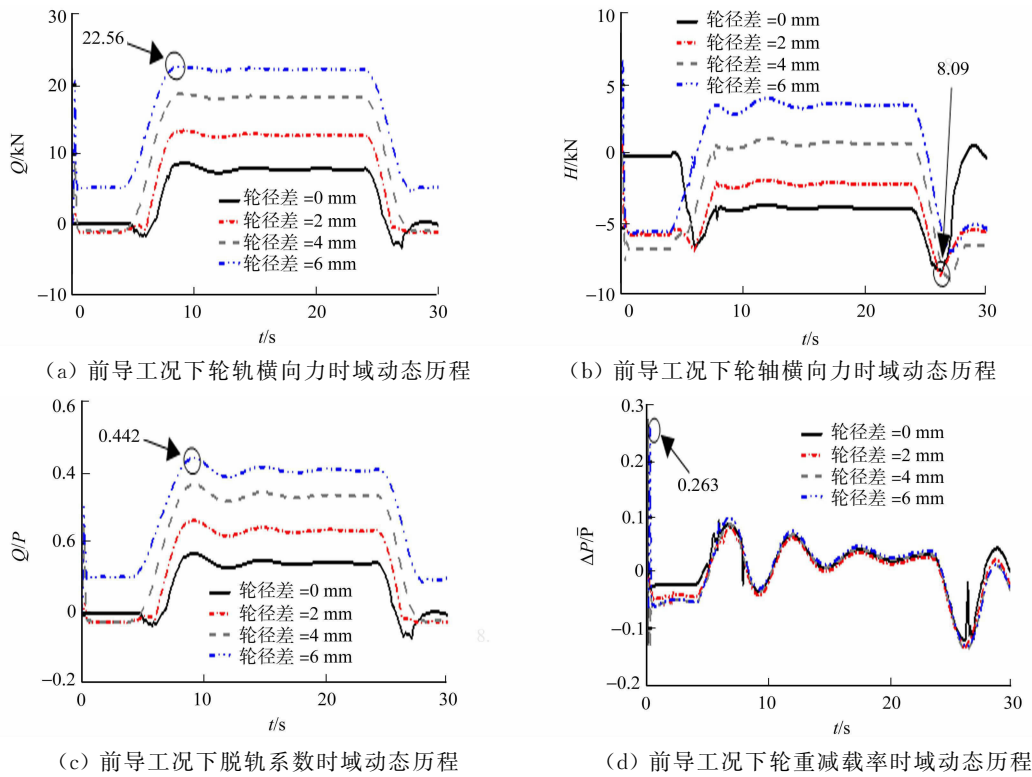 30
20
10
0
−10
Q/kN
22.56
轮径差=0 mm
轮径差=2 mm
轮径差=4 mm
轮径差=6 mm
0
10
20
30
t/s
(a) 前导工况下轮轨横向力时域动态历程
10
5
0
−5
−10
H/kN
轮径差=0 mm
轮径差=2 mm
轮径差=4 mm
轮径差=6 mm
8.09
0
10
20
30
t/s
(b) 前导工况下轮轴横向力时域动态历程
0.6
0.4
0.6
0
−0.2
Q/P
0.442
轮径差=0 mm
轮径差=2 mm
轮径差=4 mm
轮径差=6 mm
0
10
20
30
t/s
(c) 前导工况下脱轨系数时域动态历程
0.3
0.2
0.10
0
−0.1
−0.2
ΔP/P̅
轮径差=0 mm
轮径差=2 mm
轮径差=4 mm
轮径差=6 mm
0.263
0
10
20
30
t/s
(d) 前导工况下轮重减载率时域动态历程
8.